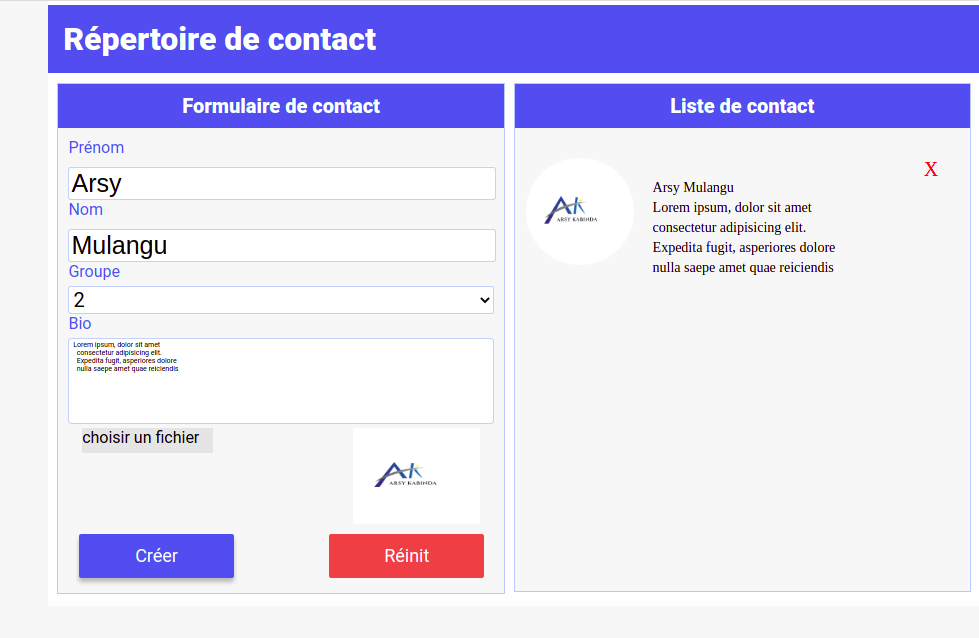 Répertoire de contact
Formulaire de contact
Prénom
Arsy
Nom
Mulangu
Groupe
2
Bio
Lorem ipsum, dolor sit amet
consectetur adipisicing elit.
Expedita fugit, asperiores dolore
nulla saepe amet quae reiciendis
choisir un fichier
AK
ARSY KABINDA
Créer
Réinit
Liste de contact
X
AK
ARSY KABINDA
Arsy Mulangu
Lorem ipsum, dolor sit amet
consectetur adipisicing elit.
Expedita fugit, asperiores dolore
nulla saepe amet quae reiciendis